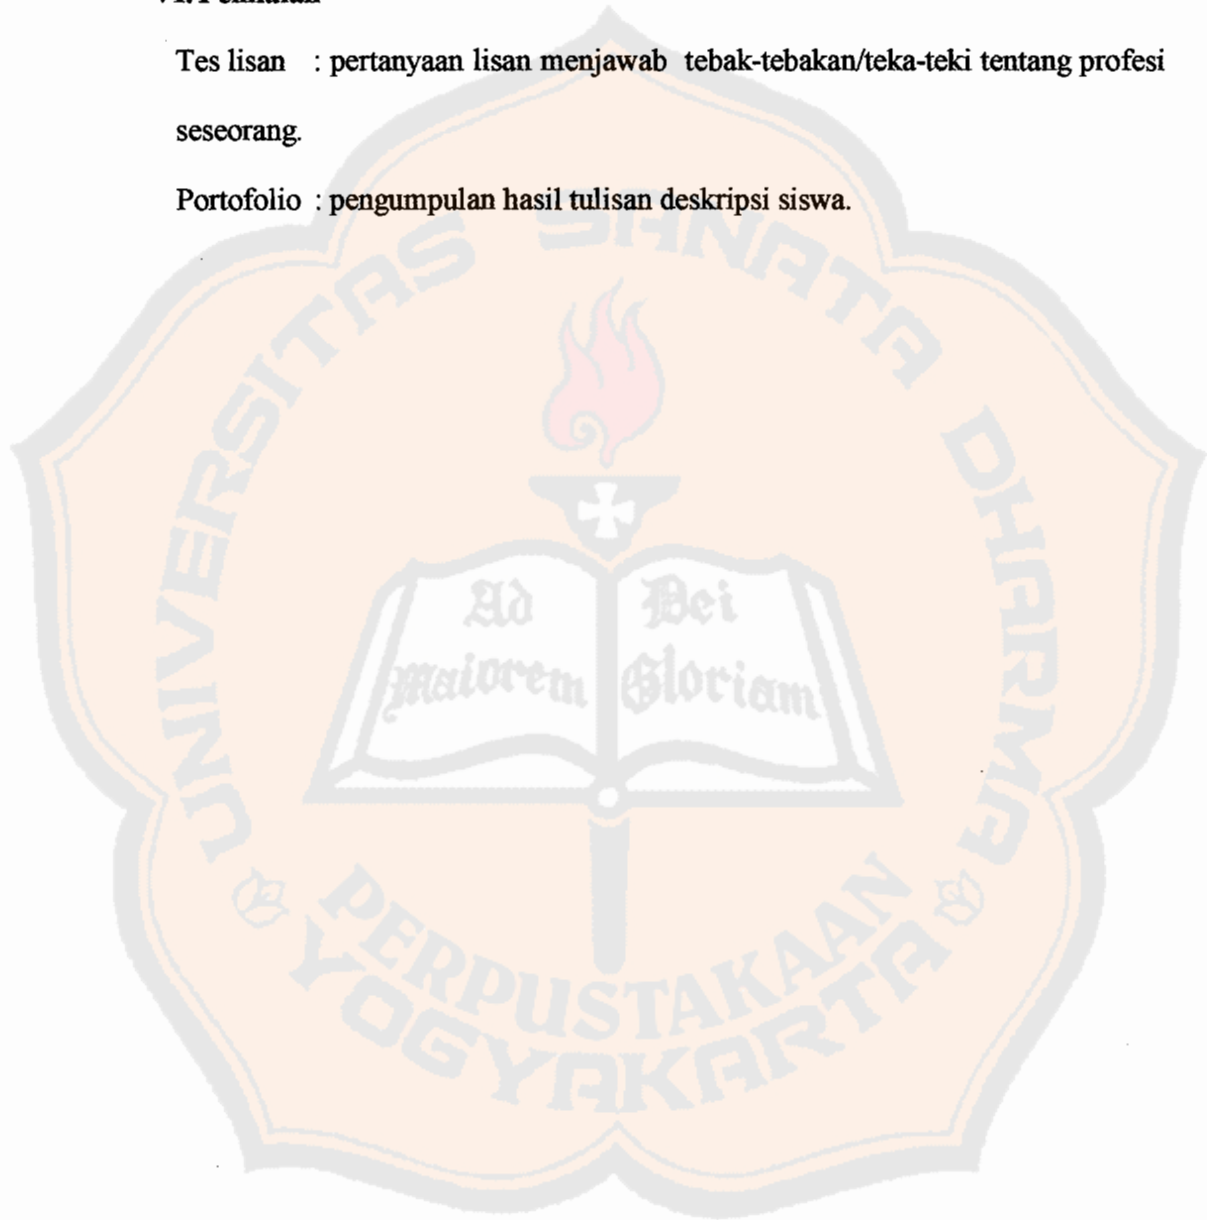 Tes lisan : pertanyaan lisan menjawab tebak-tebakan/teka-teki tentang profesi
seseorang.
Portofolio : pengumpulan hasil tulisan deskripsi siswa.
UNIVERSITAS SANATA DHARMA
Ad
Maiorem
Dei
Gloriam
PERPUSTAKAAN
YOGYAKARTA